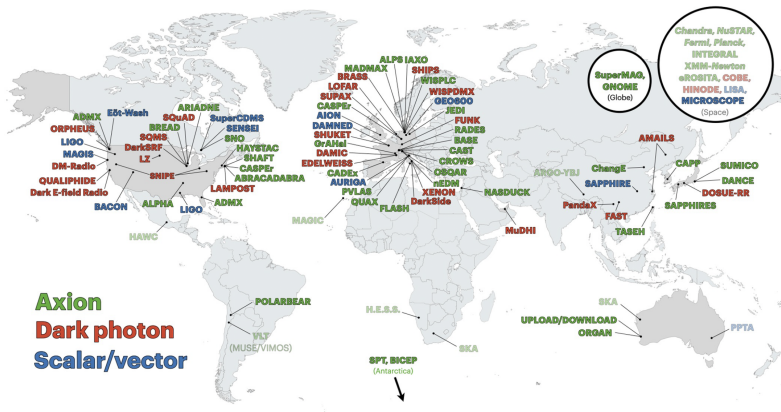 Chandra, NuSTAR,
Fermi, Planck,
INTEGRAL
XMM-Newton
eROSITA, COBE,
HINODE, LISA,
MICROSCOPE
(Space)
SuperMAG,
GNOME
(Globe)
ADMX
Eöt-Wash
ORPHEUS
LIGO
MAGIS
DM-Radio
QUALIPHIDE
Dark E-field Radio
BACON
ARIADNE
SQuAD
BREAD
SQMS
DarkSRF
LZ
SNIPE
SuperCDMS
SENSEI
SNO
HAYSTAC
SHAFT
CASPEr
ABRACADABRA
LAMPOST
ALPHA
LIGO
ADMX
HAWC
MAGIC
ALPS IAXO
MADMAX
SHIPS
BRASS
WISPLC
LOFAR
WISPDMX
SUPAX
GEO600
CASPEr
JEDI
AION
FUNK
DAMNED
RADES
SHUKET
BASE
GrAHal
CAST
DAMIC
CROWS
EDELWEISS
OSQAR
CADEx
nEDM
AURIGA
XENON
PVLAS
DarkSide
QUAX
FLASH
NASDUCK
MuDHI
ARGO-YBJ
ChangE
SAPPHIRE
PandaX
FAST
AMAILS
CAPP
SUMICO
DANCE
DOSUE-RR
SAPPHIRES
TASEH
Axion
Dark photon
Scalar/vector
POLARBEAR
VLT
(MUSE/VIMOS)
H.E.S.S.
SKA
SPT, BICEP
(Antarctica)
SKA
UPLOAD/DOWNLOAD
ORGAN
PPTA